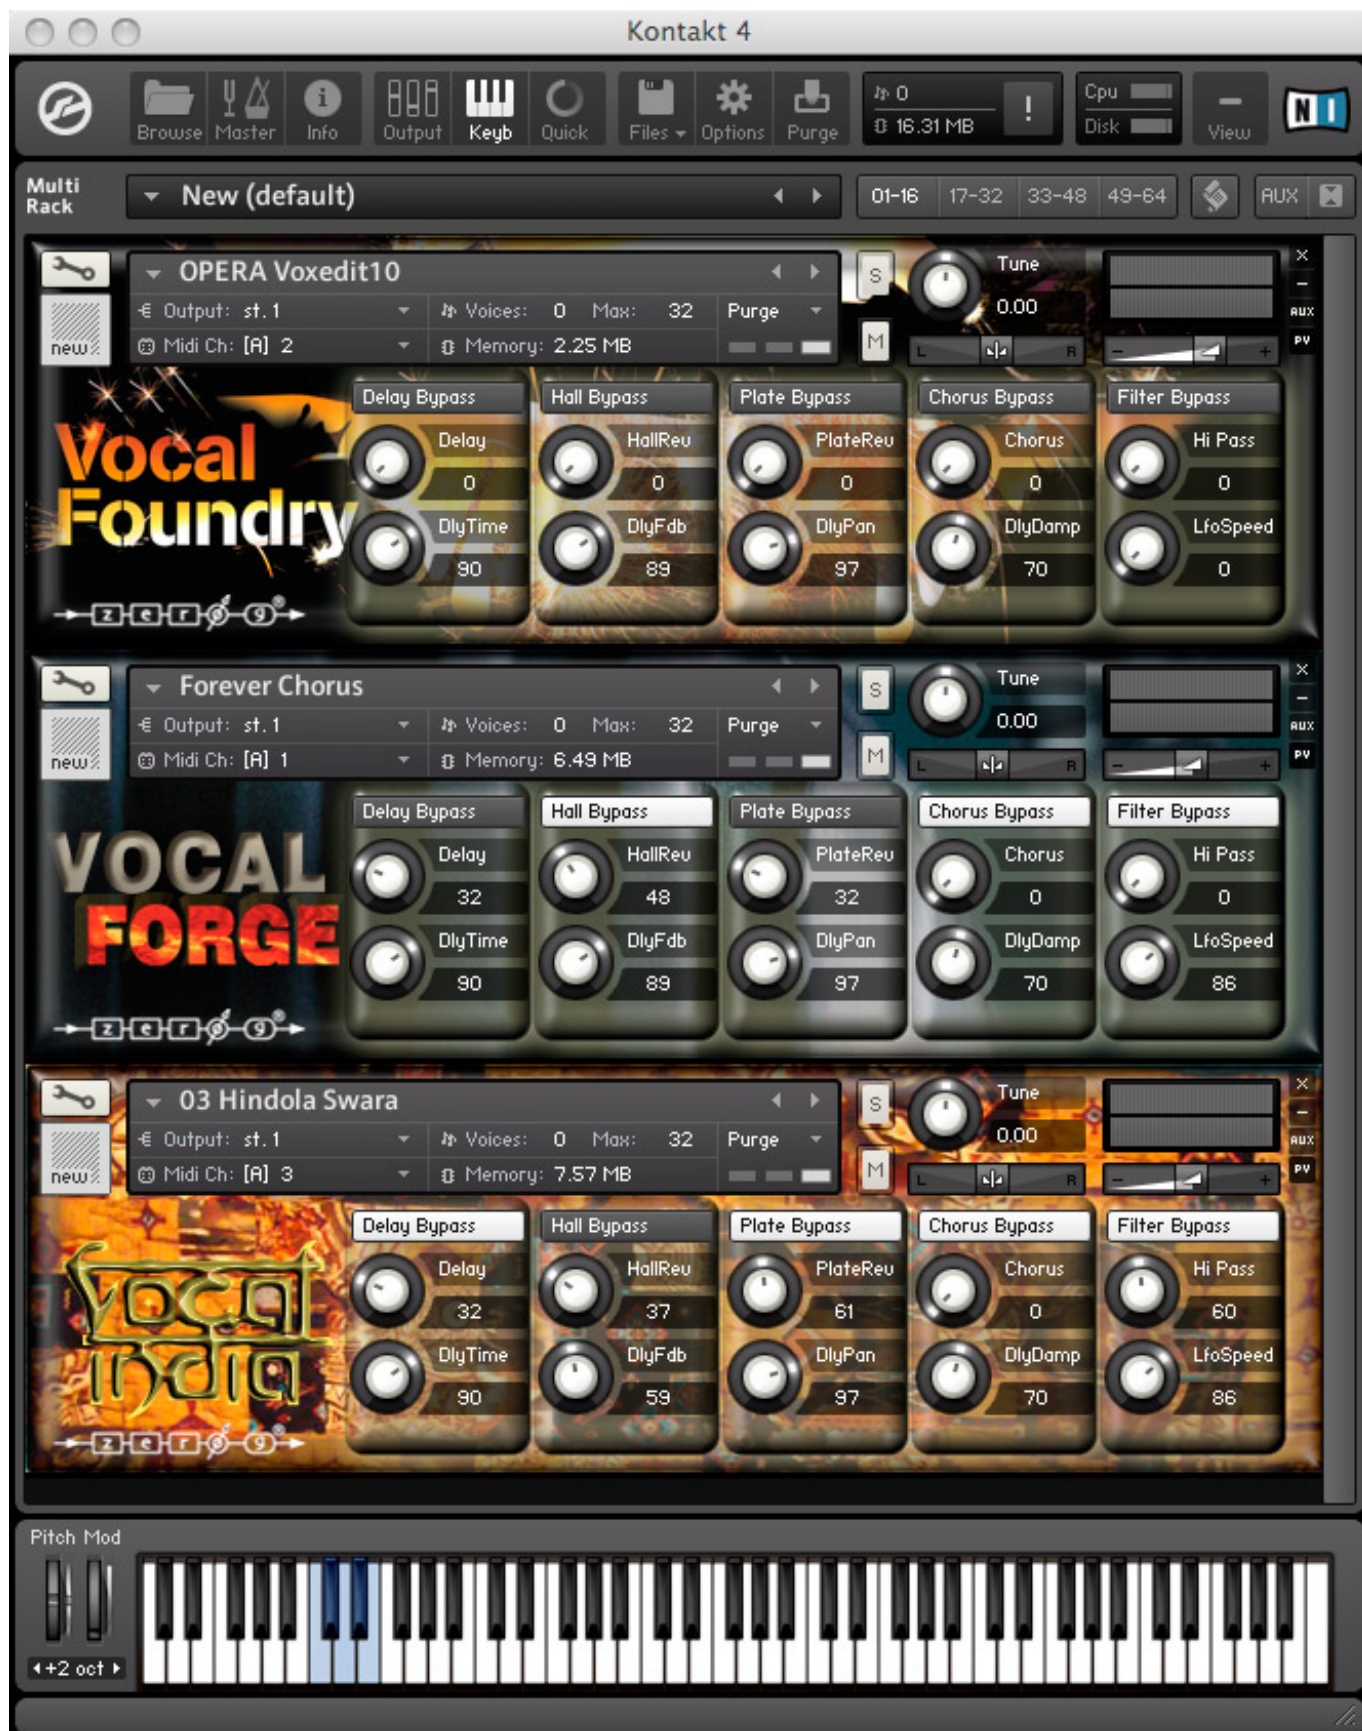 Kontakt 4
Browse Master Info Output Keyb Quick Files Options Purge
0
16.31 MB
!
Cpu
Disk
View
NI
Multi
Rack
New (default)
01-16 17-32 33-48 49-64 AUX
OPERA Voxedit10
Output: st.1 Voices: 0 Max: 32 Purge
Midi Ch: [A] 2 Memory: 2.25 MB
new
S
M
Tune
0.00
L R - +
x
-
AUX
PV
Vocal
Foundry
zerø-g®
Delay Bypass Hall Bypass Plate Bypass Chorus Bypass Filter Bypass
Delay HallRev PlateRev Chorus Hi Pass
0 0 0 0 0
DlyTime DlyFdb DlyPan DlyDamp LfoSpeed
90 89 97 70 0
Forever Chorus
Output: st.1 Voices: 0 Max: 32 Purge
Midi Ch: [A] 1 Memory: 6.49 MB
new
S
M
Tune
0.00
L R - +
x
-
AUX
PV
VOCAL
FORGE
zerø-g®
Delay Bypass Hall Bypass Plate Bypass Chorus Bypass Filter Bypass
Delay HallRev PlateRev Chorus Hi Pass
32 48 32 0 0
DlyTime DlyFdb DlyPan DlyDamp LfoSpeed
90 89 97 70 86
03 Hindola Swara
Output: st.1 Voices: 0 Max: 32 Purge
Midi Ch: [A] 3 Memory: 7.57 MB
new
S
M
Tune
0.00
L R - +
x
-
AUX
PV
Vocal
india
zerø-g®
Delay Bypass Hall Bypass Plate Bypass Chorus Bypass Filter Bypass
Delay HallRev PlateRev Chorus Hi Pass
32 37 61 0 60
DlyTime DlyFdb DlyPan DlyDamp LfoSpeed
90 59 97 70 86
Pitch Mod
+2 oct